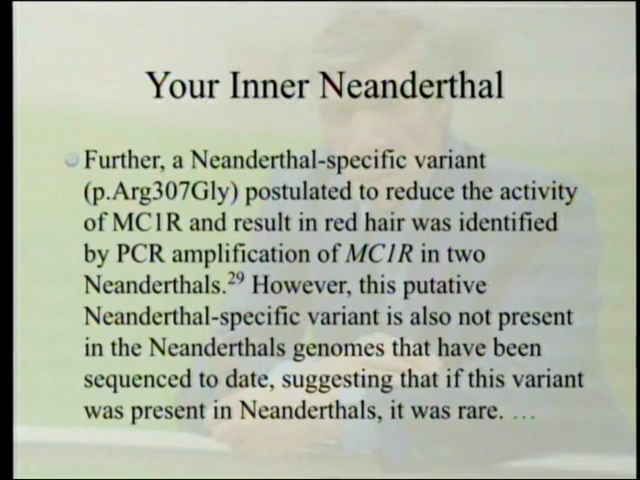 Your Inner Neanderthal
Further, a Neanderthal-specific variant
(p.Arg307Gly) postulated to reduce the activity
of MC1R and result in red hair was identified
by PCR amplification of MC1R in two
Neanderthals.29 However, this putative
Neanderthal-specific variant is also not present
in the Neanderthals genomes that have been
sequenced to date, suggesting that if this variant
was present in Neanderthals, it was rare. …